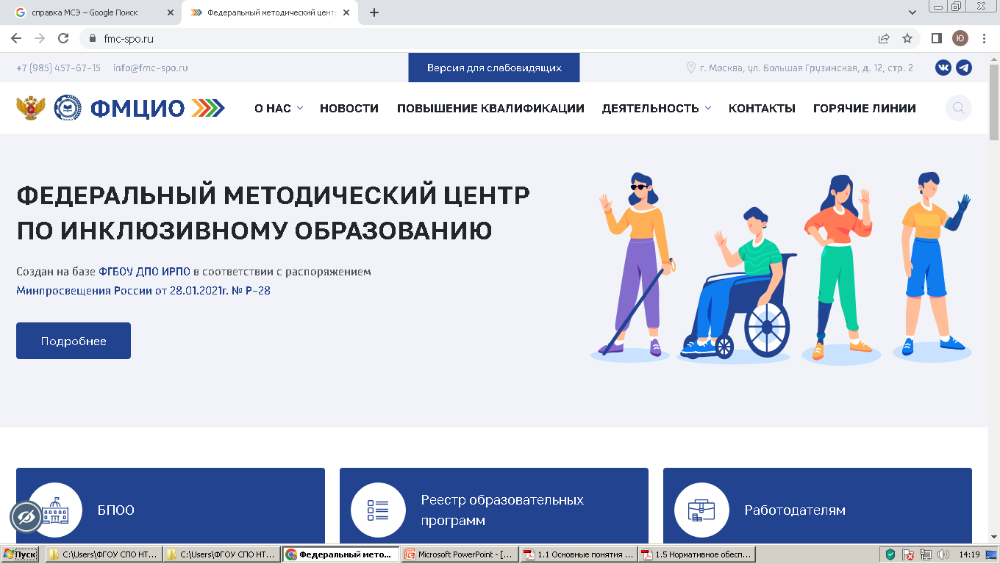 справка МСЭ – Google Поиск
Федеральный методический цент
fmc-spo.ru
Ю
+7 (985) 457-67-15 info@fmc-spo.ru
Версия для слабовидящих
г. Москва, ул. Большая Грузинская, д. 12, стр. 2
ФМЦИО
О НАС
НОВОСТИ
ПОВЫШЕНИЕ КВАЛИФИКАЦИИ
ДЕЯТЕЛЬНОСТЬ
КОНТАКТЫ
ГОРЯЧИЕ ЛИНИИ
ФЕДЕРАЛЬНЫЙ МЕТОДИЧЕСКИЙ ЦЕНТР
ПО ИНКЛЮЗИВНОМУ ОБРАЗОВАНИЮ
Создан на базе ФГБОУ ДПО ИРПО в соответствии с распоряжением
Минпросвещения России от 28.01.2021г. № Р-28
Подробнее
БПОО
Реестр образовательных
программ
Работодателям
Пуск
C:\Users\ФГОУ СПО НТ...
C:\Users\ФГОУ СПО НТ...
Федеральный мето...
Microsoft PowerPoint - [...
1.1 Основные понятия ...
1.5 Нормативное обесп...
14:19